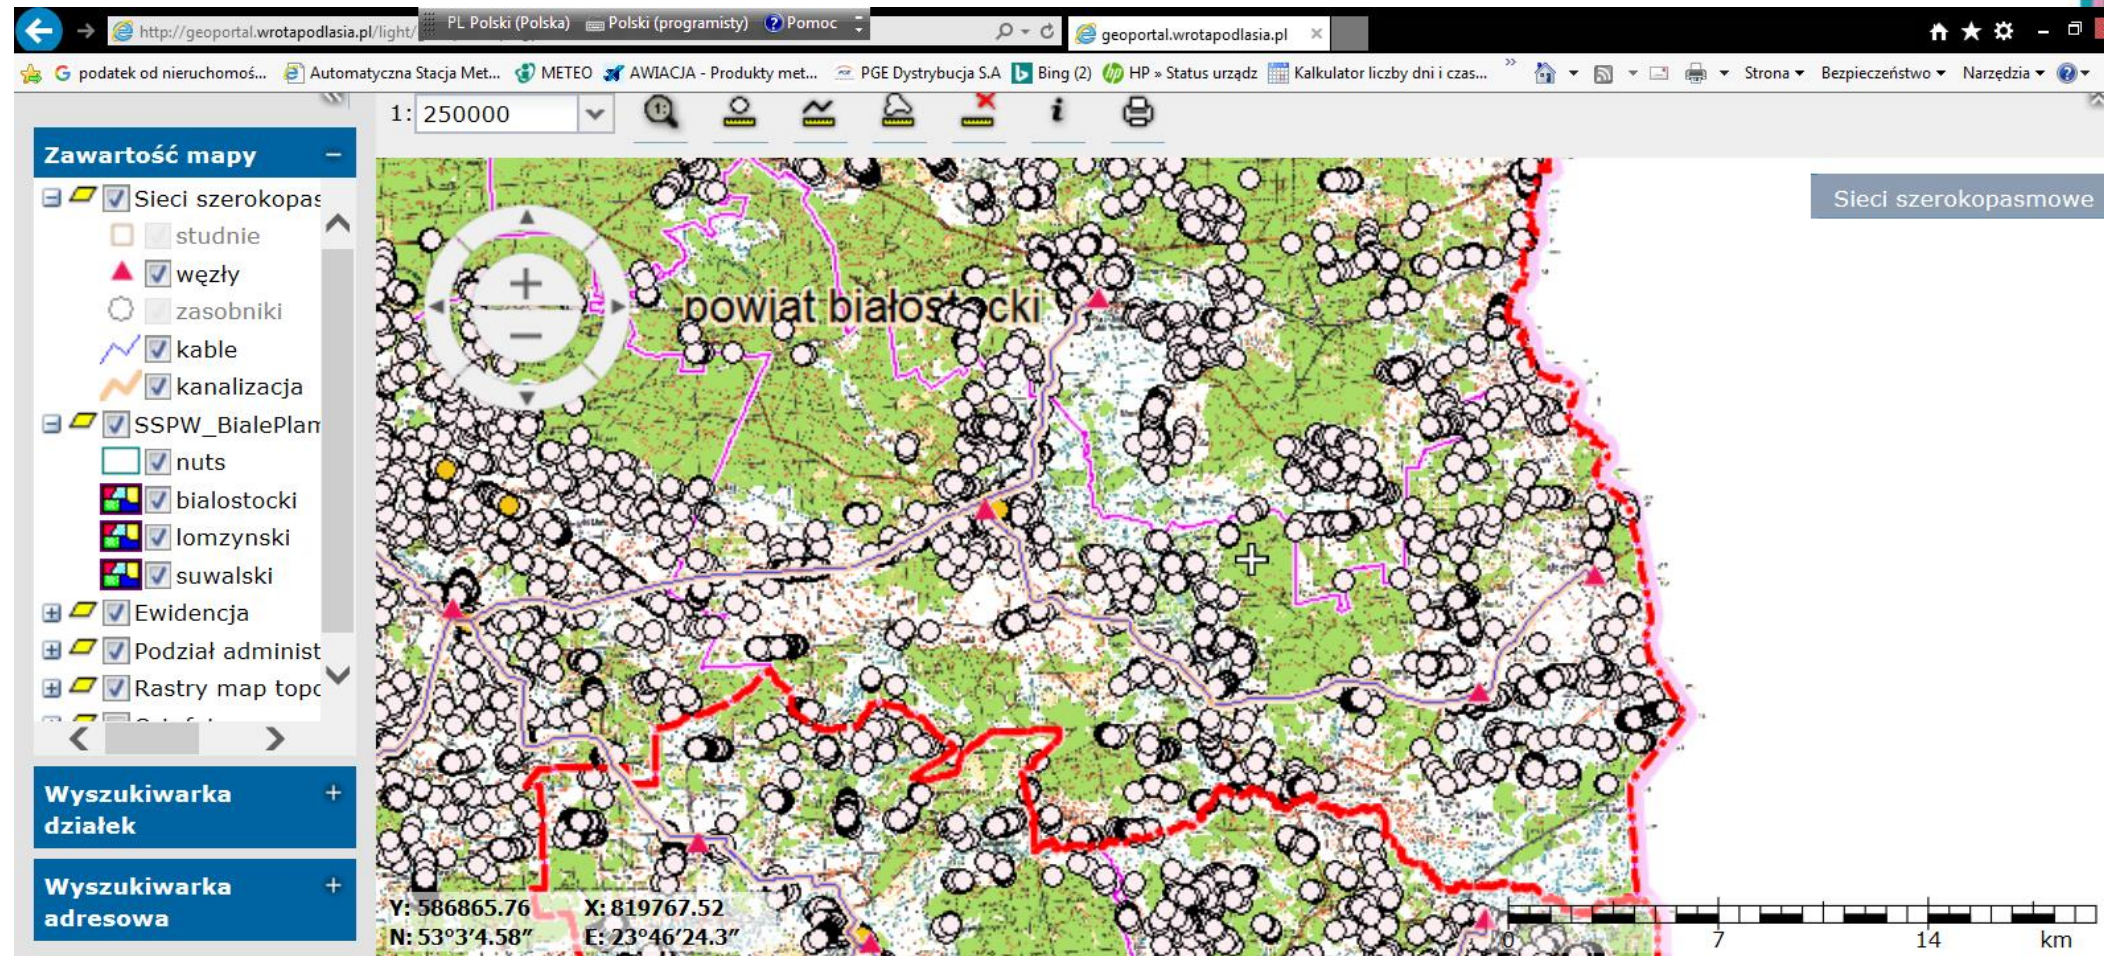 http://geoportal.wrotapodlasia.pl/light/
PL Polski (Polska) Polski (programisty) Pomoc
geoportal.wrotapodlasia.pl
podatek od nieruchomoś... Automatyczna Stacja Met... METEO AWIACJA - Produkty met... PGE Dystrybucja S.A Bing (2) HP » Status urządz Kalkulator liczby dni i czas... » Strona Bezpieczeństwo Narzędzia
1: 250000
Zawartość mapy
Sieci szerokopas
studnie
węzły
zasobniki
kable
kanalizacja
SSPW_BialePlam
nuts
bialostocki
lomzynski
suwalski
Ewidencja
Podział administ
Rastry map topo
Wyszukiwarka
działek
Wyszukiwarka
adresowa
Sieci szerokopasmowe
powiat białostocki
Y: 586865.76 X: 819767.52
N: 53°3'4.58" E: 23°46'24.3"
0 7 14 km